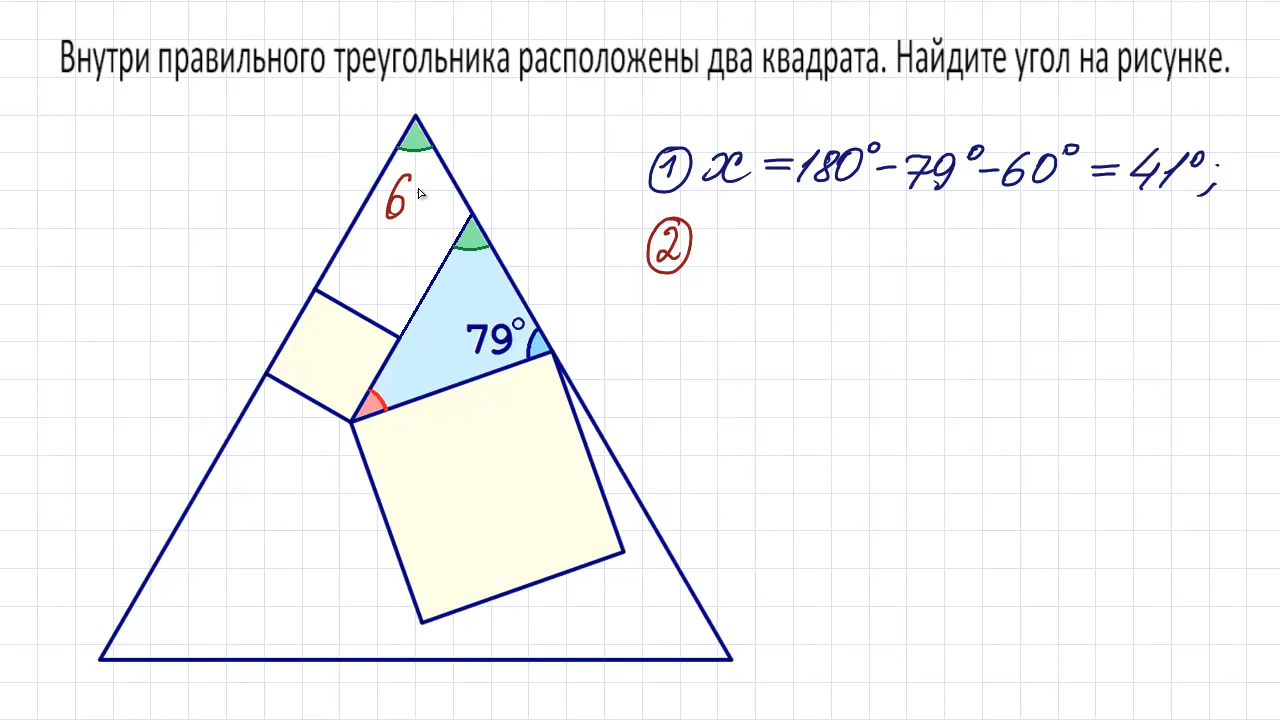 Внутри правильного треугольника расположены два квадрата. Найдите угол на рисунке.
① x = 180° - 79° - 60° = 41°;
6
②
79°